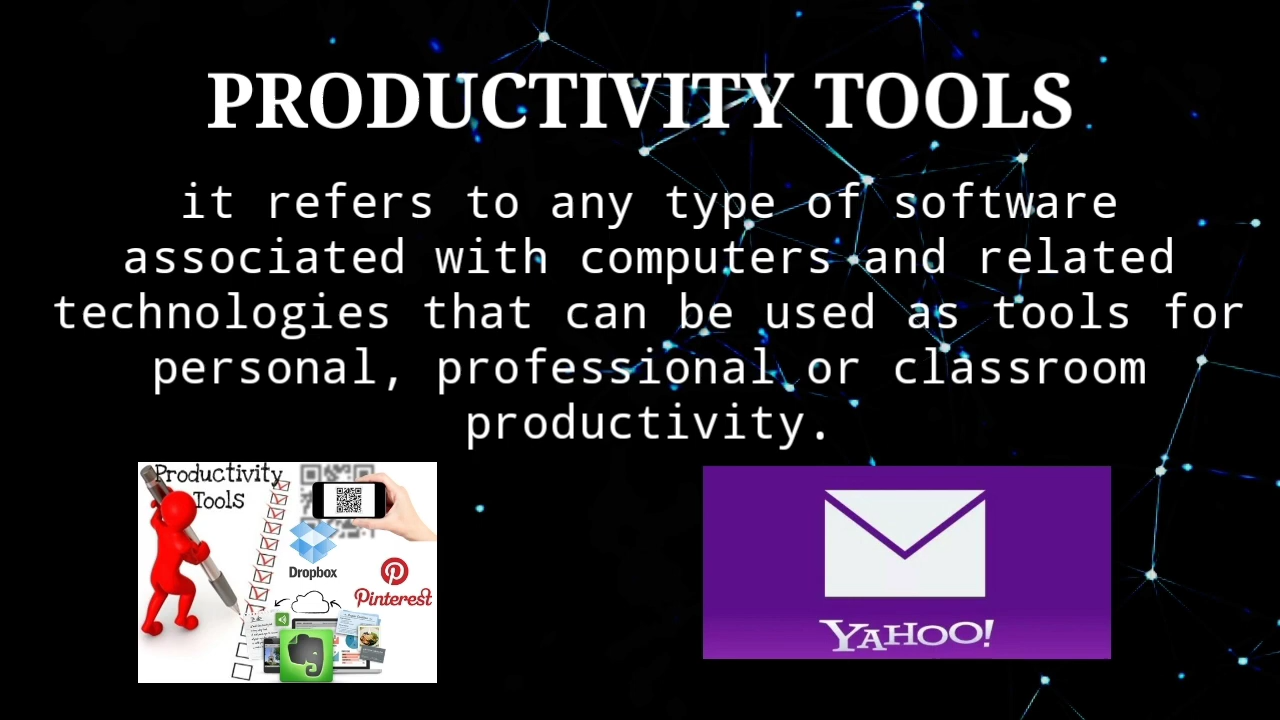 PRODUCTIVITY TOOLS
it refers to any type of software
associated with computers and related
technologies that can be used as tools for
personal, professional or classroom
productivity.
Productivity
Tools
Dropbox
Pinterest
YAHOO!